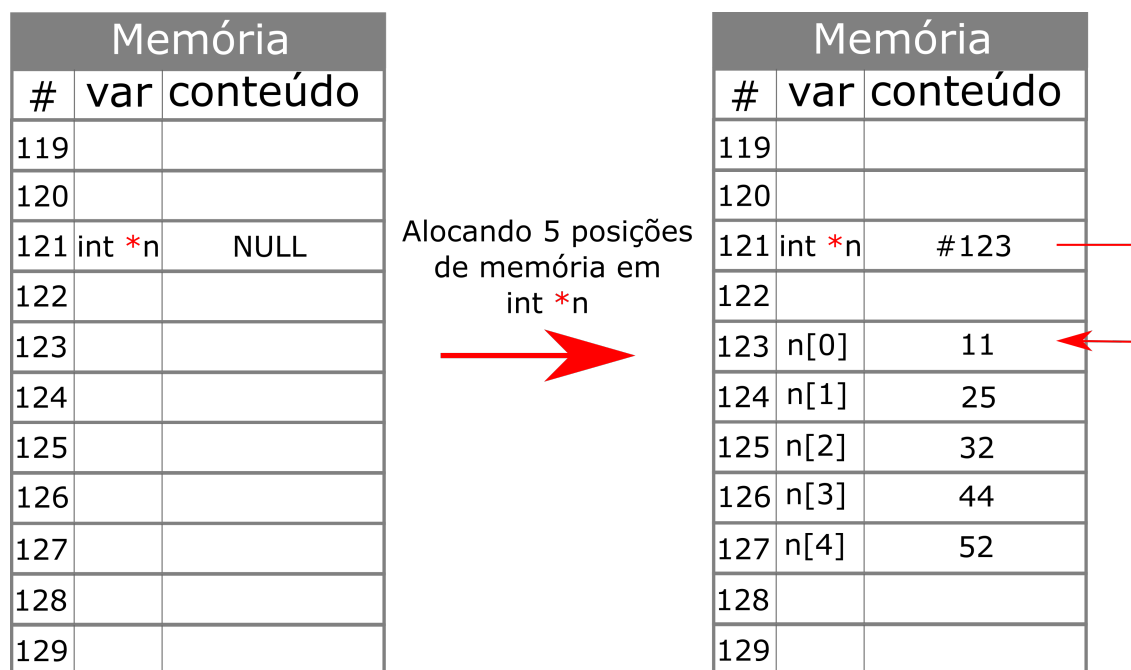 Memória
# var conteúdo
119
120
121 int *n NULL
122
123
124
125
126
127
128
129
Alocando 5 posições
de memória em
int *n
Memória
# var conteúdo
119
120
121 int *n #123
122
123 n[0] 11
124 n[1] 25
125 n[2] 32
126 n[3] 44
127 n[4] 52
128
129